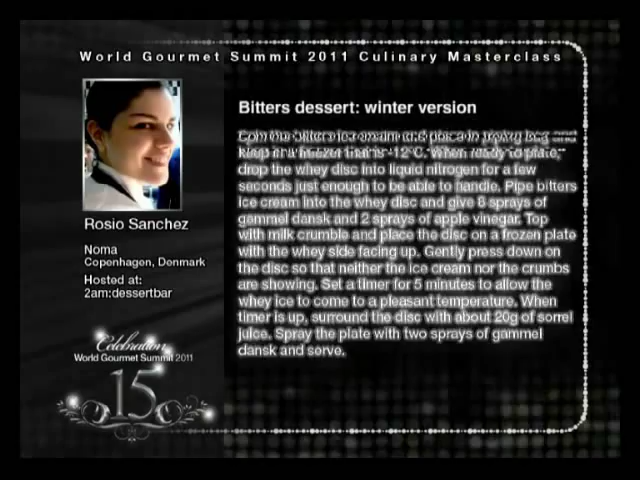 World Gourmet Summit 2011 Culinary Masterclass
Bitters dessert: winter version
keep in a freezer that is -12°C. When ready to plate,
drop the whey disc into liquid nitrogen for a few
seconds just enough to be able to handle. Pipe bitters
ice cream into the whey disc and give 8 sprays of
gammel dansk and 2 sprays of apple vinegar. Top
with milk crumble and place the disc on a frozen plate
with the whey side facing up. Gently press down on
the disc so that neither the ice cream nor the crumbs
are showing. Set a timer for 5 minutes to allow the
whey ice to come to a pleasant temperature. When
timer is up, surround the disc with about 20g of sorrel
juice. Spray the plate with two sprays of gammel
dansk and serve.
Rosio Sanchez
Noma
Copenhagen, Denmark
Hosted at:
2am:dessertbar
Celebration
World Gourmet Summit 2011
15